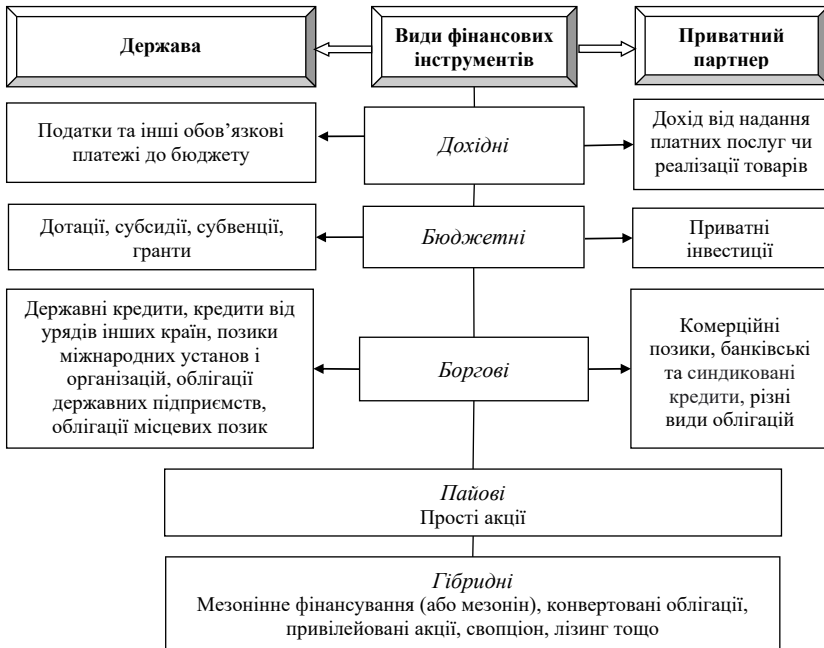 Держава
Види фінансових
інструментів
Приватний
партнер
Податки та інші обов’язкові
платежі до бюджету
Дохідні
Дохід від надання
платних послуг чи
реалізації товарів
Дотації, субсидії, субвенції,
гранти
Бюджетні
Приватні
інвестиції
Державні кредити, кредити від
урядів інших країн, позики
міжнародних установ і
організацій, облігації
державних підприємств,
облігації місцевих позик
Боргові
Комерційні
позики, банківські
та синдиковані
кредити, різні
види облігацій
Пайові
Прості акції
Гібридні
Мезонінне фінансування (або мезонін), конвертовані облігації,
привілейовані акції, свопціон, лізинг тощо